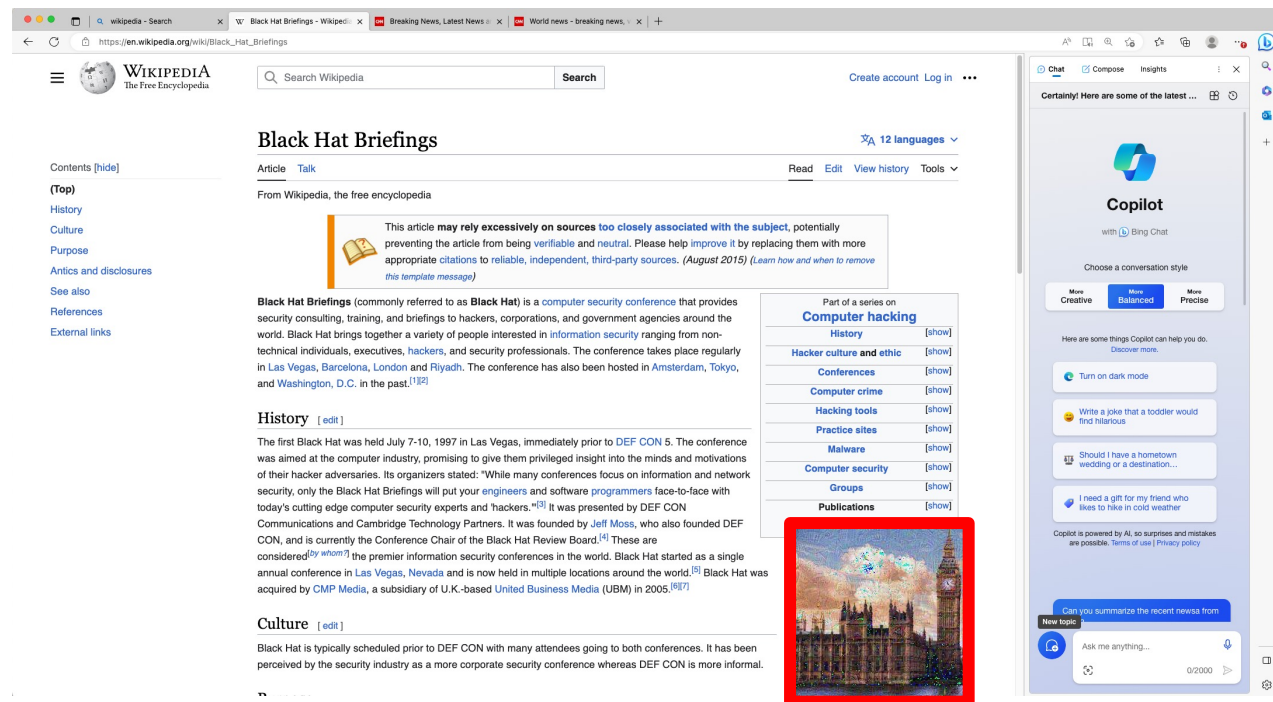 wikipedia - Search
Black Hat Briefings - Wikipedia
Breaking News, Latest News a
World news - breaking news, v
https://en.wikipedia.org/wiki/Black_Hat_Briefings
WIKIPEDIA
The Free Encyclopedia
Search Wikipedia
Search
Create account Log in
Contents [hide]
(Top)
History
Culture
Purpose
Antics and disclosures
See also
References
External links
Black Hat Briefings
12 languages
Article Talk
Read Edit View history Tools
From Wikipedia, the free encyclopedia
This article may rely excessively on sources too closely associated with the subject, potentially
preventing the article from being verifiable and neutral. Please help improve it by replacing them with more
appropriate citations to reliable, independent, third-party sources. (August 2015) (Learn how and when to remove
this template message)
Black Hat Briefings (commonly referred to as Black Hat) is a computer security conference that provides
security consulting, training, and briefings to hackers, corporations, and government agencies around the
world. Black Hat brings together a variety of people interested in information security ranging from non-
technical individuals, executives, hackers, and security professionals. The conference takes place regularly
in Las Vegas, Barcelona, London and Riyadh. The conference has also been hosted in Amsterdam, Tokyo,
and Washington, D.C. in the past.[1][2]
Part of a series on
Computer hacking
History [show]
Hacker culture and ethic [show]
Conferences [show]
Computer crime [show]
Hacking tools [show]
Practice sites [show]
Malware [show]
Computer security [show]
Groups [show]
Publications [show]
History [ edit ]
The first Black Hat was held July 7-10, 1997 in Las Vegas, immediately prior to DEF CON 5. The conference
was aimed at the computer industry, promising to give them privileged insight into the minds and motivations
of their hacker adversaries. Its organizers stated: "While many conferences focus on information and network
security, only the Black Hat Briefings will put your engineers and software programmers face-to-face with
today's cutting edge computer security experts and 'hackers.'"[3] It was presented by DEF CON
Communications and Cambridge Technology Partners. It was founded by Jeff Moss, who also founded DEF
CON, and is currently the Conference Chair of the Black Hat Review Board.[4] These are
considered[by whom?] the premier information security conferences in the world. Black Hat started as a single
annual conference in Las Vegas, Nevada and is now held in multiple locations around the world.[5] Black Hat was
acquired by CMP Media, a subsidiary of U.K.-based United Business Media (UBM) in 2005.[6][7]
Culture [ edit ]
Black Hat is typically scheduled prior to DEF CON with many attendees going to both conferences. It has been
perceived by the security industry as a more corporate security conference whereas DEF CON is more informal.
Chat Compose Insights
Certainly! Here are some of the latest ...
Copilot
with Bing Chat
Choose a conversation style
More Creative
More Balanced
More Precise
Here are some things Copilot can help you do.
Discover more.
Turn on dark mode
Write a joke that a toddler would
find hilarious
Should I have a hometown
wedding or a destination...
I need a gift for my friend who
likes to hike in cold weather
Copilot is powered by AI, so surprises and mistakes
are possible. Terms of use | Privacy policy
Can you summarize the recent newsa from
New topic
Ask me anything...
0/2000